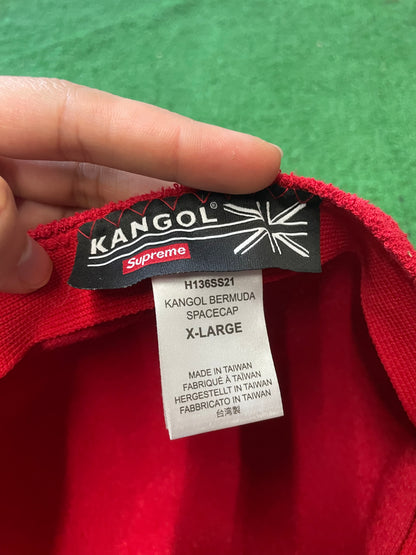 KANGOL®
Supreme
H136SS21
KANGOL BERMUDA
SPACECAP
X-LARGE
MADE IN TAIWAN
FABRIQUÉ À TAÏWAN
HERGESTELLT IN TAIWAN
FABBRICATO IN TAIWAN
台湾製